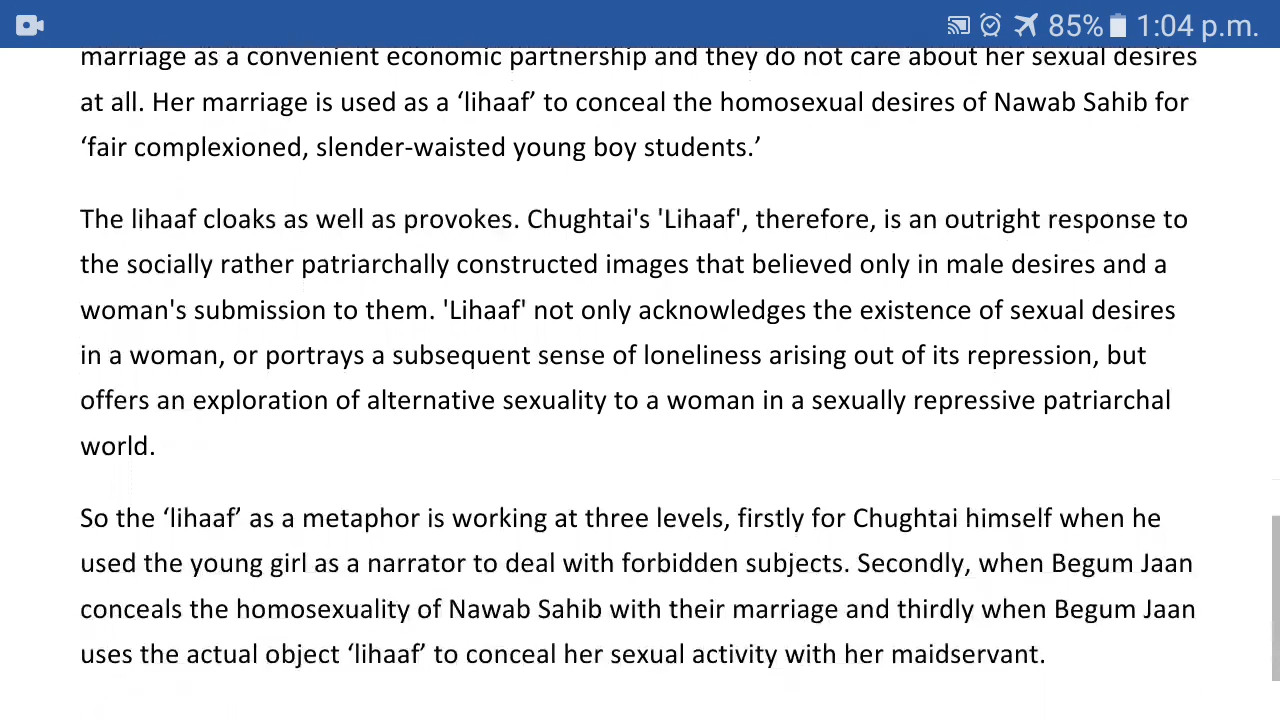 85% 1:04 p.m.
marriage as a convenient economic partnership and they do not care about her sexual desires
at all. Her marriage is used as a ‘lihaaf’ to conceal the homosexual desires of Nawab Sahib for
‘fair complexioned, slender-waisted young boy students.’
The lihaaf cloaks as well as provokes. Chughtai's 'Lihaaf', therefore, is an outright response to
the socially rather patriarchally constructed images that believed only in male desires and a
woman's submission to them. 'Lihaaf' not only acknowledges the existence of sexual desires
in a woman, or portrays a subsequent sense of loneliness arising out of its repression, but
offers an exploration of alternative sexuality to a woman in a sexually repressive patriarchal
world.
So the ‘lihaaf’ as a metaphor is working at three levels, firstly for Chughtai himself when he
used the young girl as a narrator to deal with forbidden subjects. Secondly, when Begum Jaan
conceals the homosexuality of Nawab Sahib with their marriage and thirdly when Begum Jaan
uses the actual object ‘lihaaf’ to conceal her sexual activity with her maidservant.